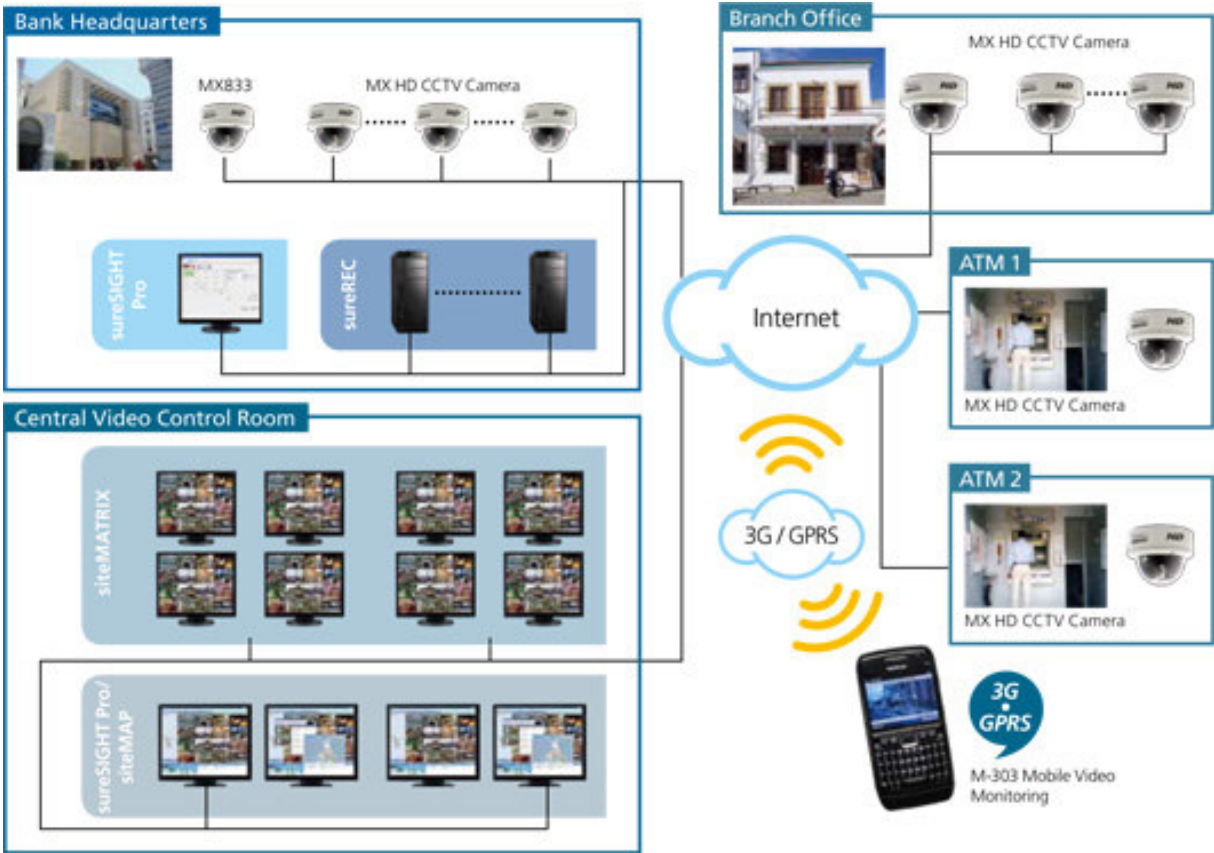 Bank Headquarters
MX833
MX HD CCTV Camera
sureSIGHT
Pro
sureREC
Central Video Control Room
siteMATRIX
sureSIGHT Pro/
siteMAP
Branch Office
MX HD CCTV Camera
Internet
ATM 1
MX HD CCTV Camera
ATM 2
MX HD CCTV Camera
3G / GPRS
3G
GPRS
M-303 Mobile Video
Monitoring